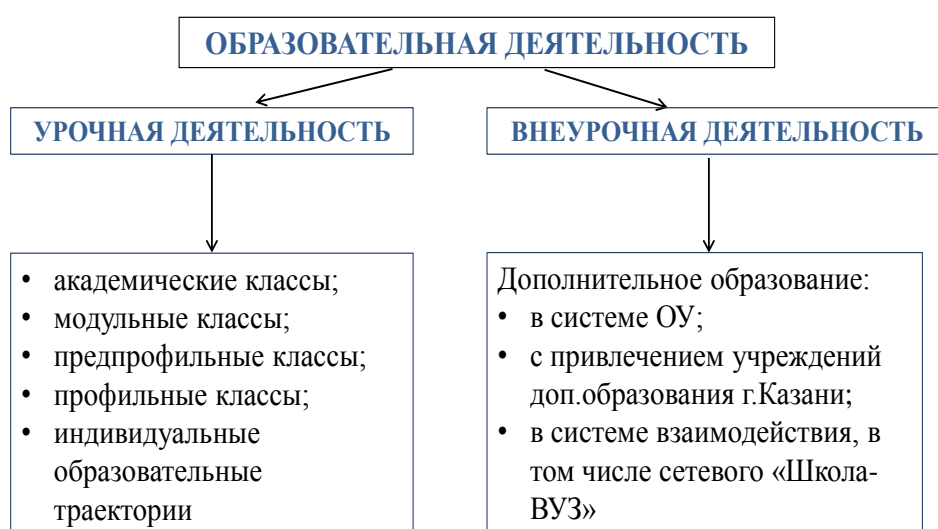 ОБРАЗОВАТЕЛЬНАЯ ДЕЯТЕЛЬНОСТЬ
УРОЧНАЯ ДЕЯТЕЛЬНОСТЬ
ВНЕУРОЧНАЯ ДЕЯТЕЛЬНОСТЬ
• академические классы;
• модульные классы;
• предпрофильные классы;
• профильные классы;
• индивидуальные
образовательные
траектории
Дополнительное образование:
• в системе ОУ;
• с привлечением учреждений
доп.образования г.Казани;
• в системе взаимодействия, в
том числе сетевого «Школа-
ВУЗ»